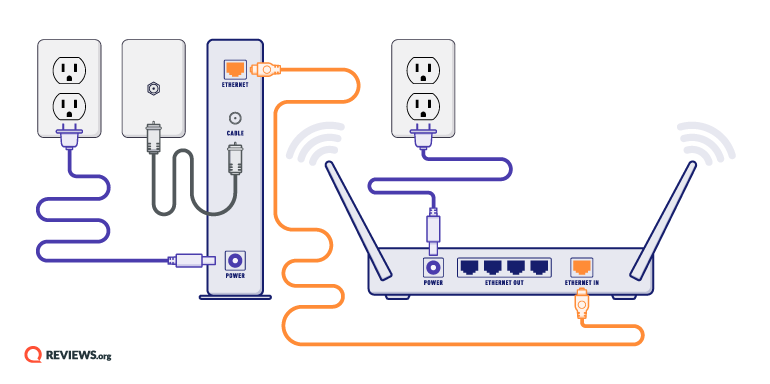 ETHERNET
CABLE
POWER
POWER
ETHERNET OUT
ETHERNET IN
REVIEWS.org